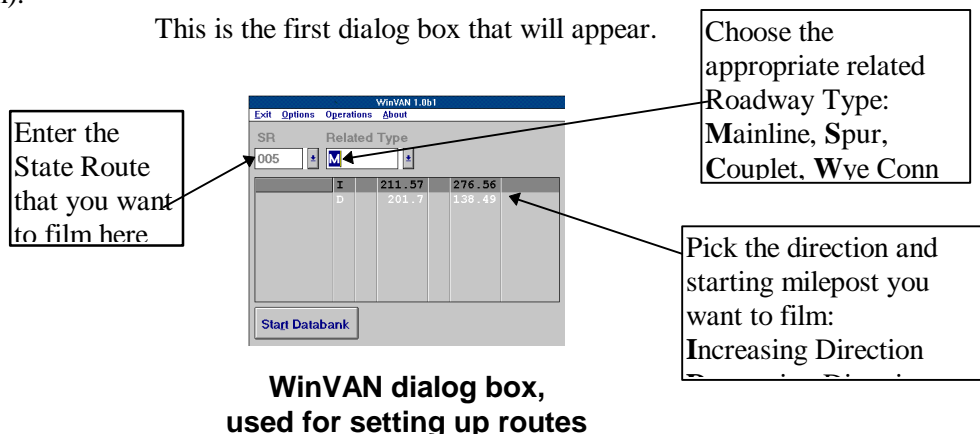 This is the first dialog box that will appear.
Choose the
appropriate related
Roadway Type:
Mainline, Spur,
Couplet, Wye Conn
Enter the
State Route
that you want
to film here
WinVAN 1.0b1
Exit Options Operations About
SR Related Type
005 M
I 211.57 276.56
D 201.7 138.49
Start Databank
Pick the direction and
starting milepost you
want to film:
Increasing Direction
WinVAN dialog box,
used for setting up routes